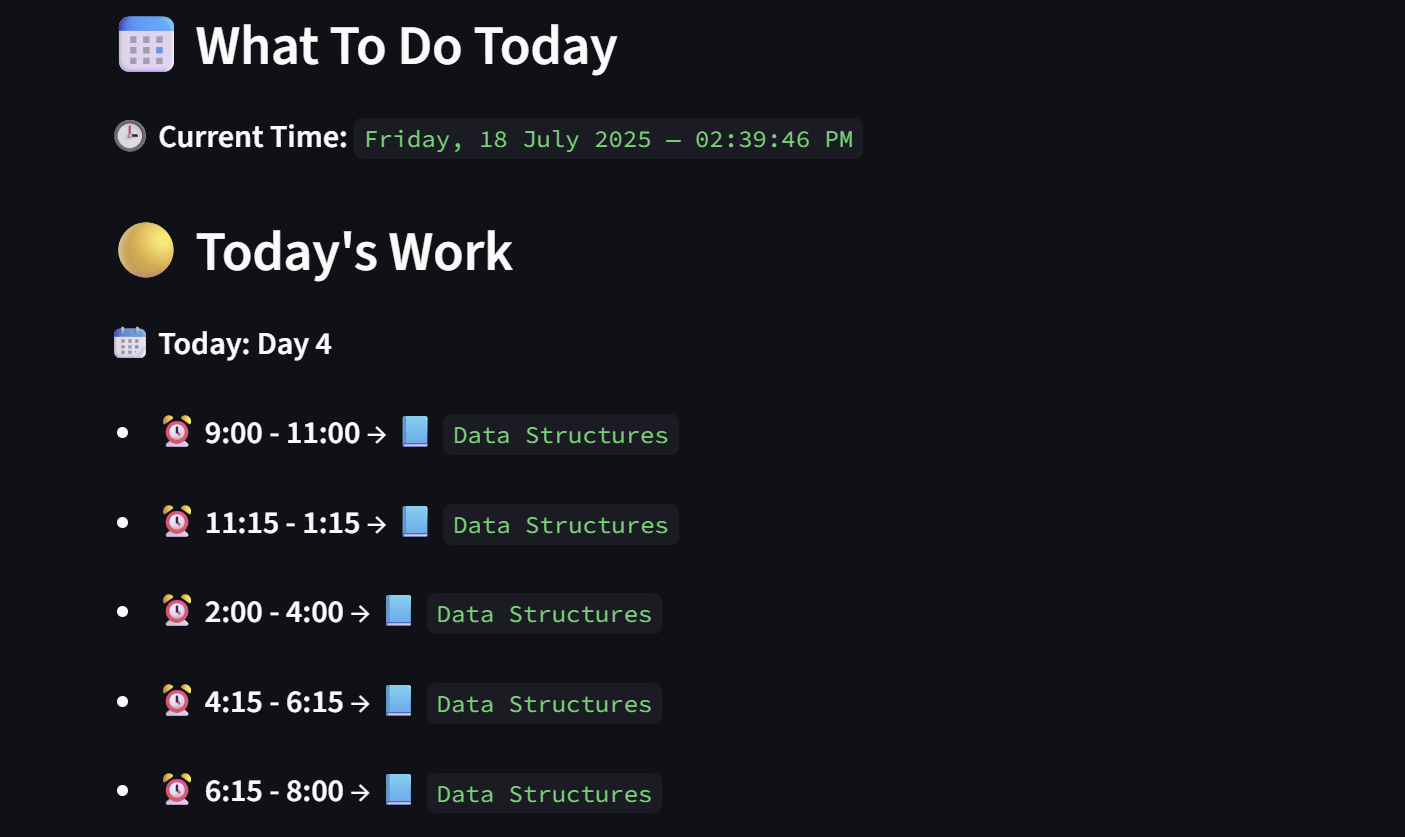 What To Do Today
Current Time: Friday, 18 July 2025 – 02:39:46 PM
Today's Work
Today: Day 4
9:00 - 11:00 → Data Structures
11:15 - 1:15 → Data Structures
2:00 - 4:00 → Data Structures
4:15 - 6:15 → Data Structures
6:15 - 8:00 → Data Structures